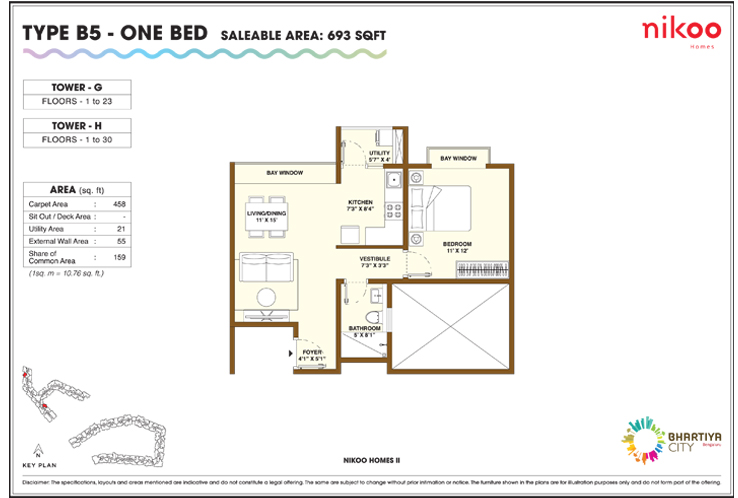 TYPE B5 - ONE BED SALEABLE AREA: 693 SQFT
nikoo
Homes
TOWER - G
FLOORS - 1 to 23
TOWER - H
FLOORS - 1 to 30
AREA (sq. ft)
Carpet Area : 458
Sit Out / Deck Area : -
Utility Area : 21
External Wall Area : 55
Share of
Common Area : 159
(1sq. m = 10.76 sq. ft.)
UTILITY
5'7" X 4'
BAY WINDOW
BAY WINDOW
KITCHEN
7'3" X 8'4"
LIVING/DINING
11' X 15'
BEDROOM
11' X 12'
VESTIBULE
7'3" X 3'3"
BATHROOM
5' X 8'1"
FOYER
4'1" X 5'1"
N
KEY PLAN
NIKOO HOMES II
BHARTIYA
CITY Bengaluru
Disclaimer: The specifications, layouts and areas mentioned are indicative and do not constitute a legal offering. The same are subject to change without prior intimation or notice. The furniture shown in the plans are for illustration purposes only and do not form part of the offering.